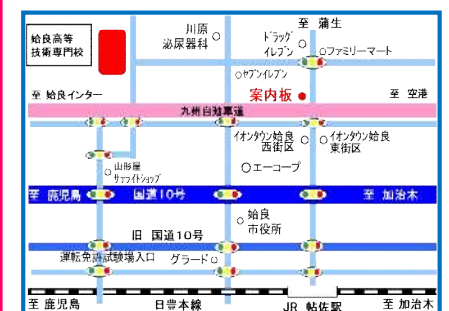 至 蒲生
川原
泌尿器科
ドラッグ
イレブン
ファミリーマート
姶良高等
技術専門校
セブンイレブン
至 姶良インター
案内板
至 空港
九州自動車道
イオンタウン姶良
西街区
イオンタウン姶良
東街区
山形屋
サテライトショップ
エーコープ
至 鹿児島
国道10号
至 加治木
姶良
市役所
旧 国道10号
運転免許試験場入口
グラード
至 鹿児島
日豊本線
JR 帖佐駅
至 加治木